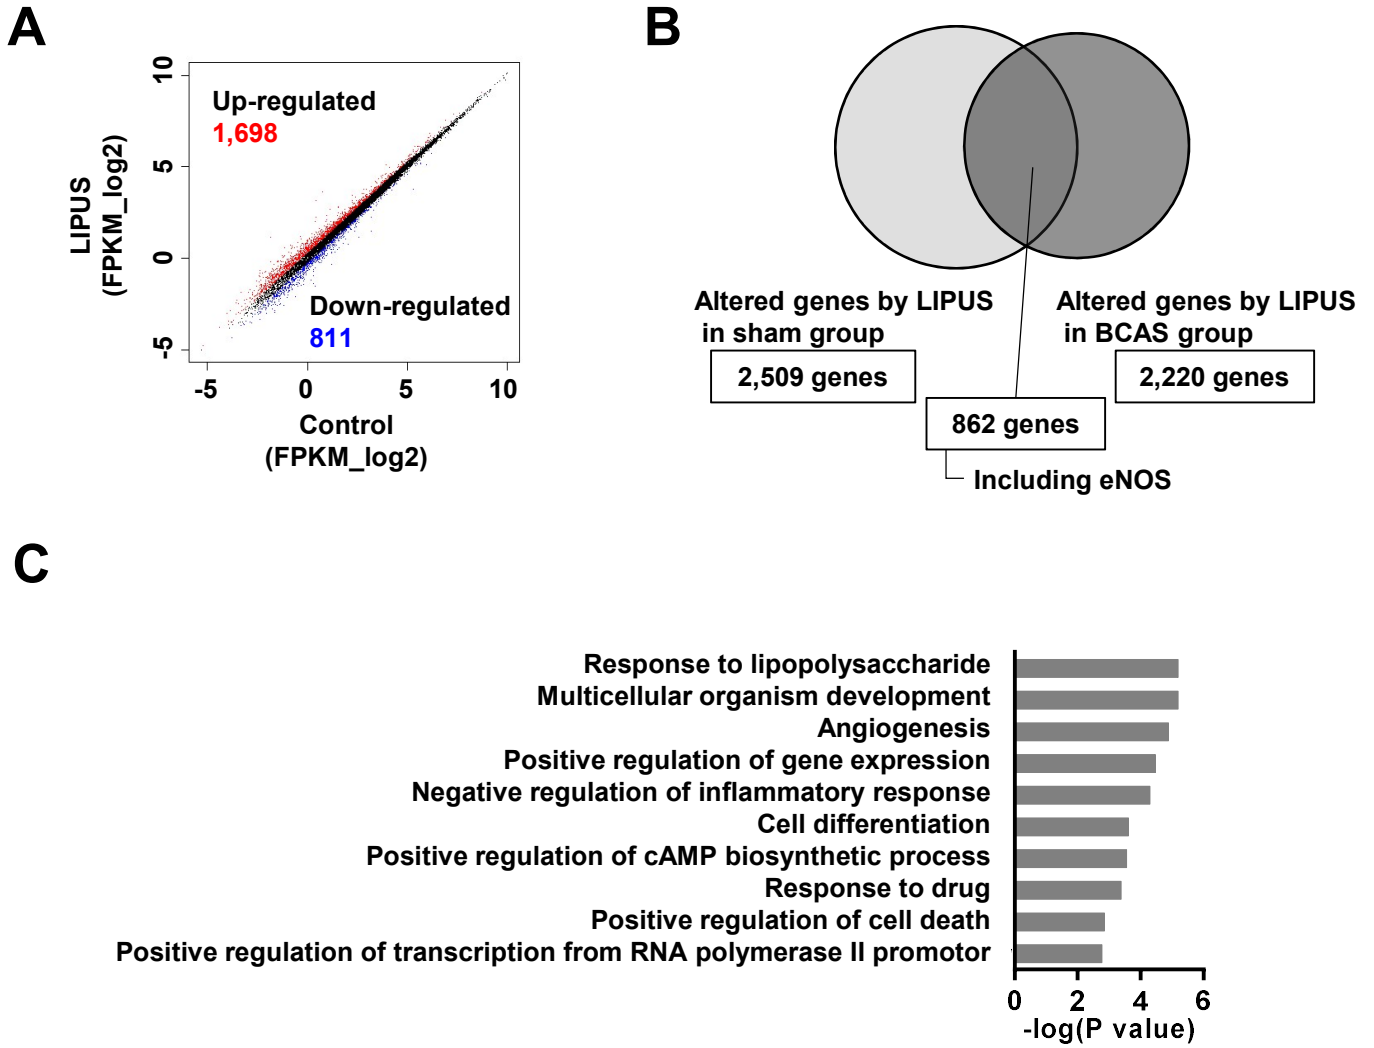 A
10
5
0
-5
LIPUS
(FPKM_log2)
Up-regulated
1,698
Down-regulated
811
-5 0 5 10
Control
(FPKM_log2)
B
Altered genes by LIPUS
in sham group
2,509 genes
Altered genes by LIPUS
in BCAS group
2,220 genes
862 genes
Including eNOS
C
Response to lipopolysaccharide
Multicellular organism development
Angiogenesis
Positive regulation of gene expression
Negative regulation of inflammatory response
Cell differentiation
Positive regulation of cAMP biosynthetic process
Response to drug
Positive regulation of cell death
Positive regulation of transcription from RNA polymerase II promotor
0 2 4 6
-log(P value)